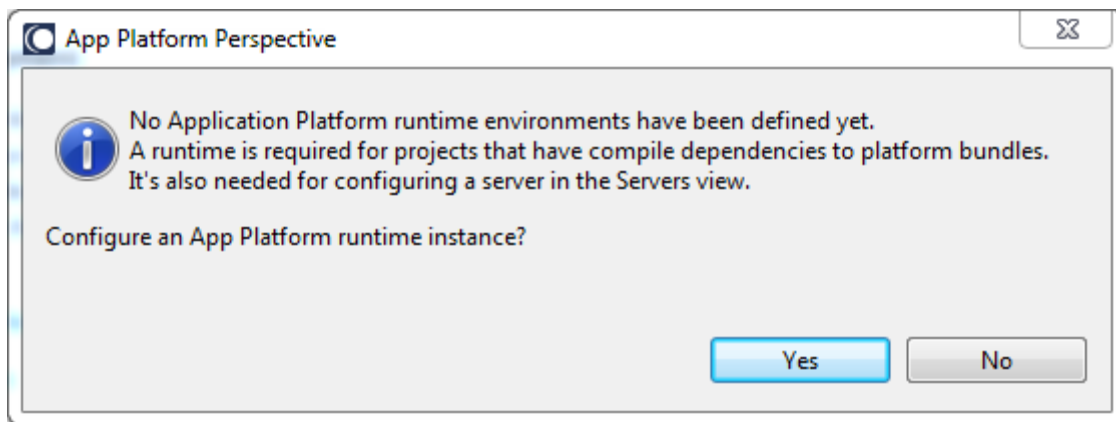 App Platform Perspective
No Application Platform runtime environments have been defined yet.
A runtime is required for projects that have compile dependencies to platform bundles.
It's also needed for configuring a server in the Servers view.
Configure an App Platform runtime instance?
Yes No